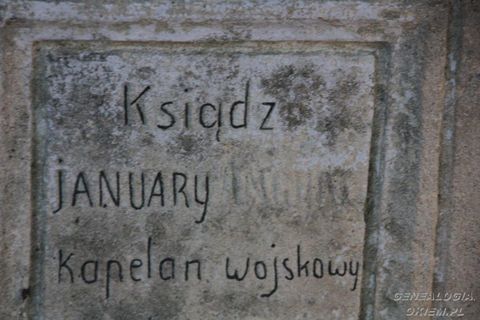 Ksiądz
jANUARY
Kapelan wojskowy
GENEALOGIA.
OKIEM.PL